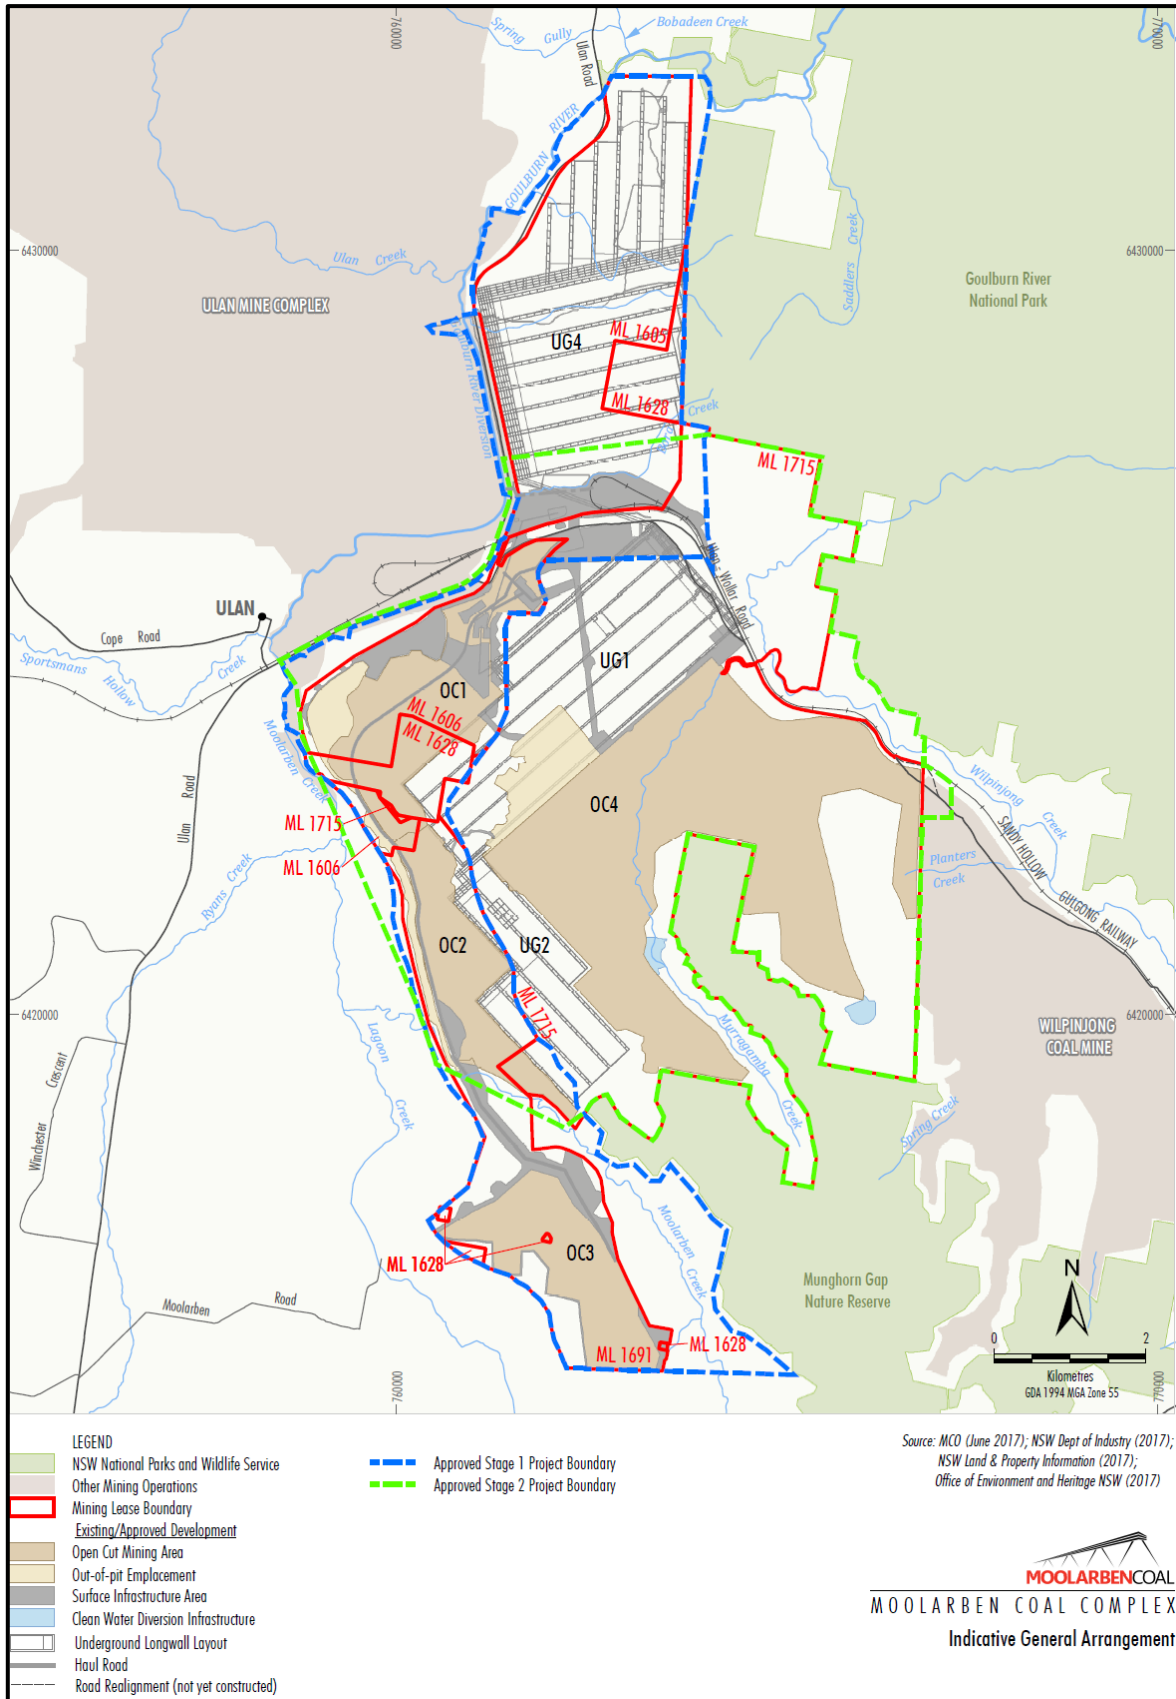 760000
770000
Spring
Gully
Bobadeen Creek
Ulan Road
GOULBURN RIVER
6430000
6430000
Ulan Creek
Saddlers Creek
Goulburn River
National Park
ULAN MINE COMPLEX
UG4
ML 1605
ML 1628
Creek
Goulburn River Diversion
ML 1715
Ulan - Wollar Road
ULAN
Cope Road
Sportsmans
Hollow
Creek
UG1
OC1
ML 1606
ML 1628
Moolarben Creek
Ulan Road
OC4
Wilpinjong
Creek
ML 1715
ML 1606
SANDY HOLLOW
GULGONG RAILWAY
Planters
Creek
Ryans Creek
OC2
UG2
ML 1715
6420000
6420000
WILPINJONG
COAL MINE
Lagoon
Creek
Murragamba
Creek
Winchester
Crescent
Spring Creek
Moolarben
Creek
ML 1628
OC3
Munghorn Gap
Nature Reserve
Moolarben
Road
ML 1691
ML 1628
N
0
2
Kilometres
GDA 1994 MGA Zone 55
760000
770000
LEGEND
NSW National Parks and Wildlife Service
Other Mining Operations
Mining Lease Boundary
Existing/Approved Development
Open Cut Mining Area
Out-of-pit Emplacement
Surface Infrastructure Area
Clean Water Diversion Infrastructure
Underground Longwall Layout
Haul Road
Road Realignment (not yet constructed)
Approved Stage 1 Project Boundary
Approved Stage 2 Project Boundary
Source: MCO (June 2017); NSW Dept of Industry (2017);
NSW Land & Property Information (2017);
Office of Environment and Heritage NSW (2017)
MOOLARBENCOAL
MOOLARBEN COAL COMPLEX
Indicative General Arrangement